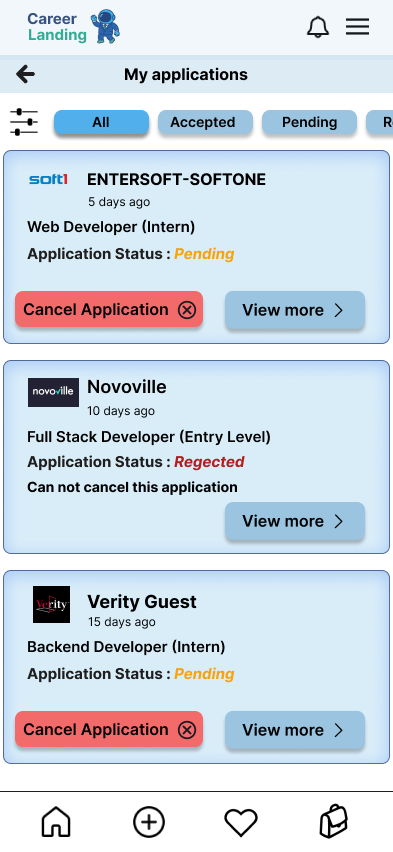 Career
Landing
My applications
All
Accepted
Pending
R
soft1
ENTERSOFT-SOFTONE
5 days ago
Web Developer (Intern)
Application Status : Pending
Cancel Application
View more
novoville
Novoville
10 days ago
Full Stack Developer (Entry Level)
Application Status : Regected
Can not cancel this application
View more
Verity
Verity Guest
15 days ago
Backend Developer (Intern)
Application Status : Pending
Cancel Application
View more